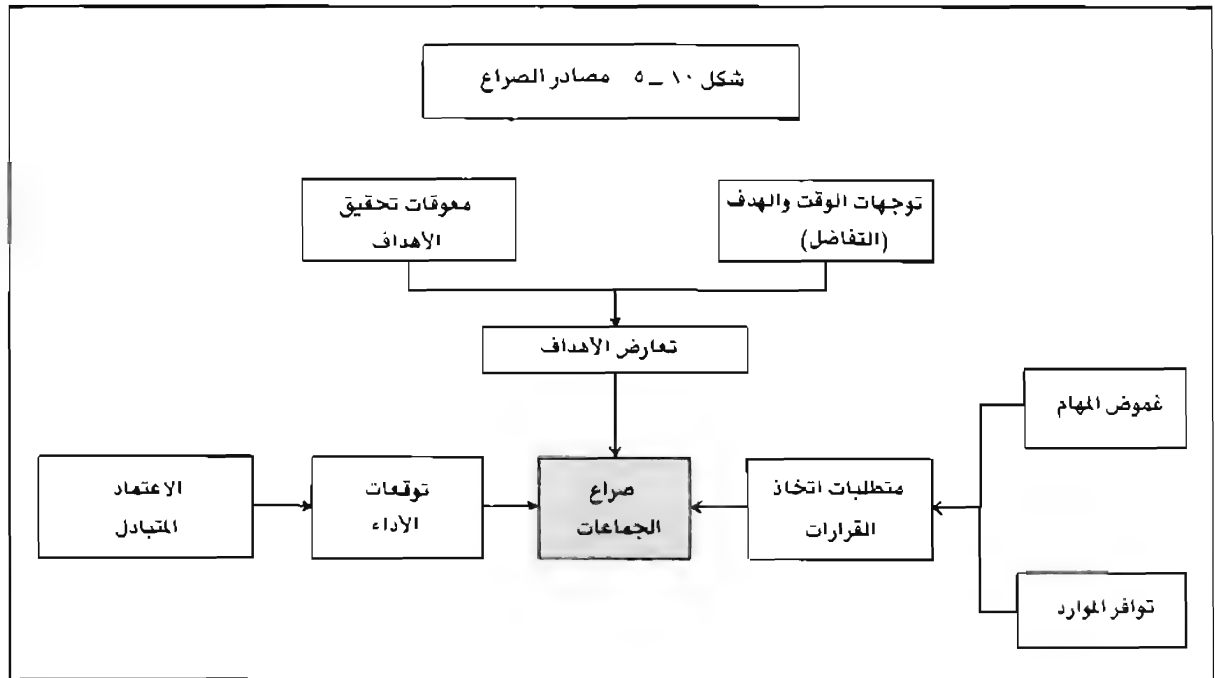 شكل ١٠ – ٥ مصادر الصراع
توجهات الوقت والهدف
(التفاضل)
معوقات تحقيق
الأهداف
تعارض الأهداف
غموض المهام
متطلبات اتخاذ
القرارات
صراع
الجماعات
توقعات
الأداء
الاعتماد
المتبادل
توافر الموارد